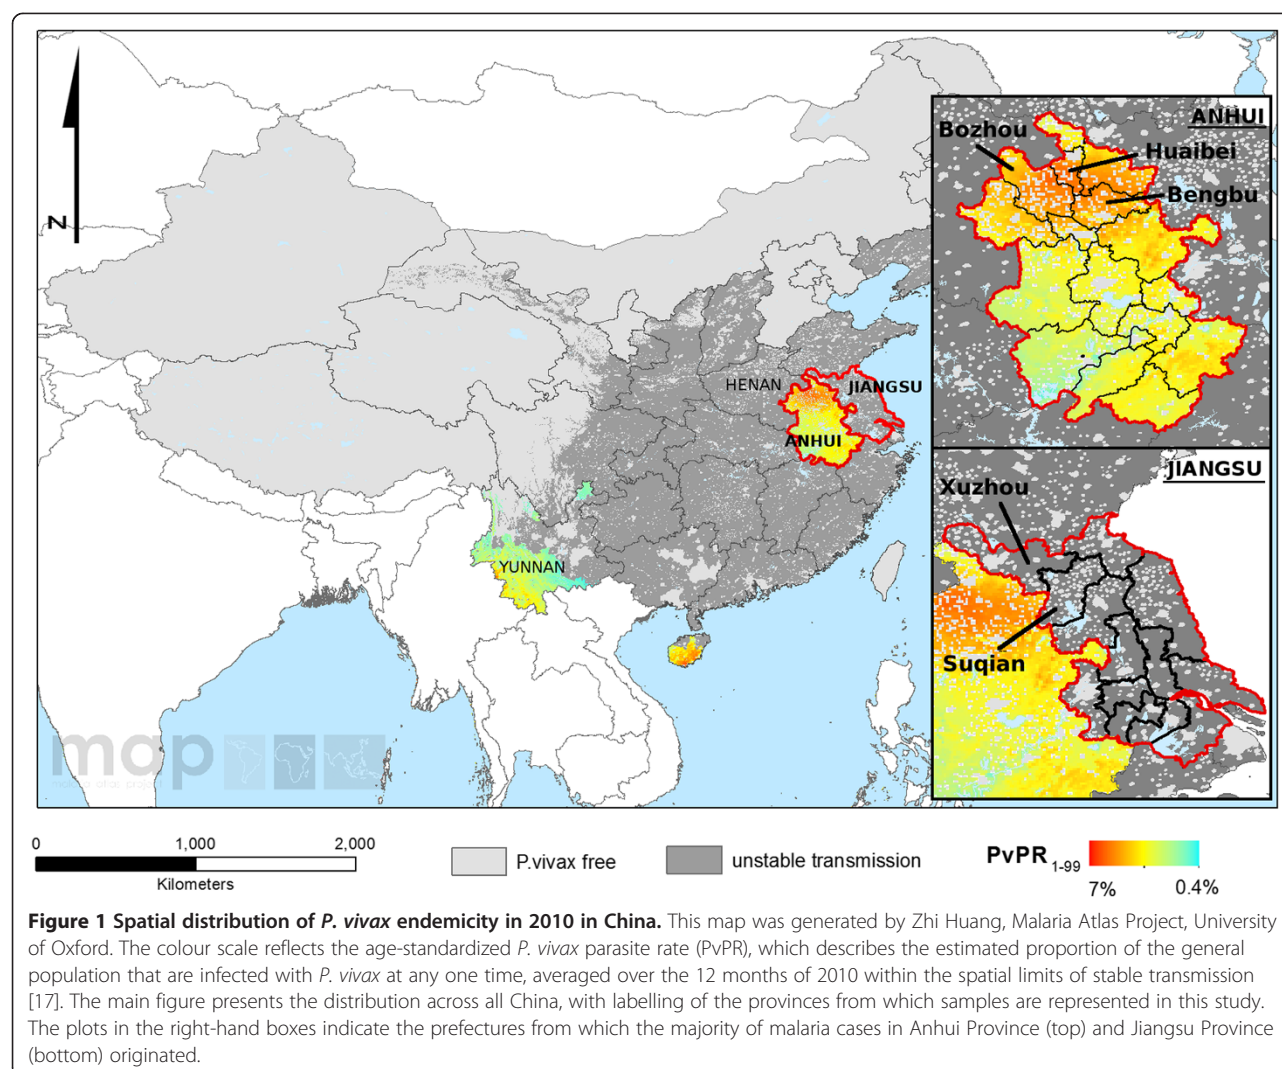 ANHUI
Bozhou
Huaibei
Bengbu
HENAN
JIANGSU
ANHUI
JIANGSU
Xuzhou
YUNNAN
Suqian
N
map
malaria atlas project
0 1,000 2,000
Kilometers
P.vivax free
unstable transmission
PvPR 1-99
7% 0.4%
Figure 1 Spatial distribution of P. vivax endemicity in 2010 in China. This map was generated by Zhi Huang, Malaria Atlas Project, University
of Oxford. The colour scale reflects the age-standardized P. vivax parasite rate (PvPR), which describes the estimated proportion of the general
population that are infected with P. vivax at any one time, averaged over the 12 months of 2010 within the spatial limits of stable transmission
[17]. The main figure presents the distribution across all China, with labelling of the provinces from which samples are represented in this study.
The plots in the right-hand boxes indicate the prefectures from which the majority of malaria cases in Anhui Province (top) and Jiangsu Province
(bottom) originated.